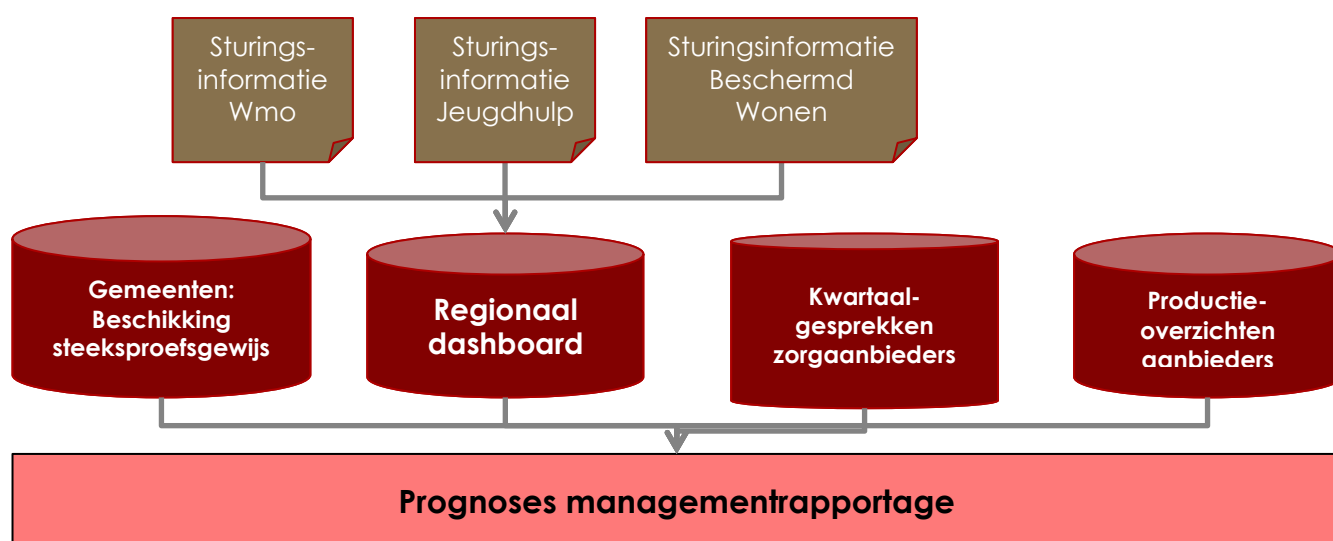 Sturings-
informatie
Wmo
Sturings-
informatie
Jeugdhulp
Sturingsinformatie
Beschermd
Wonen
Gemeenten:
Beschikking
steeksproefsgewijs
Regionaal
dashboard
Kwartaal-
gesprekken
zorgaanbieders
Productie-
overzichten
aanbieders
Prognoses managementrapportage